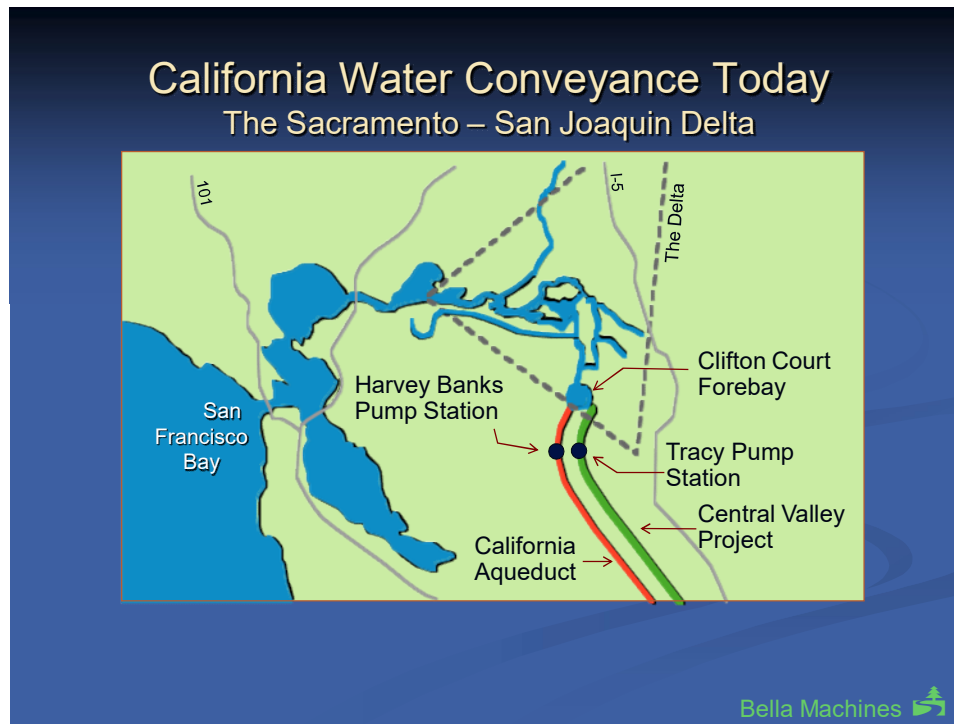 California Water Conveyance Today
The Sacramento – San Joaquin Delta
101
I-5
The Delta
Clifton Court
Forebay
Harvey Banks
Pump Station
San
Francisco
Bay
Tracy Pump
Station
Central Valley
Project
California
Aqueduct
Bella Machines